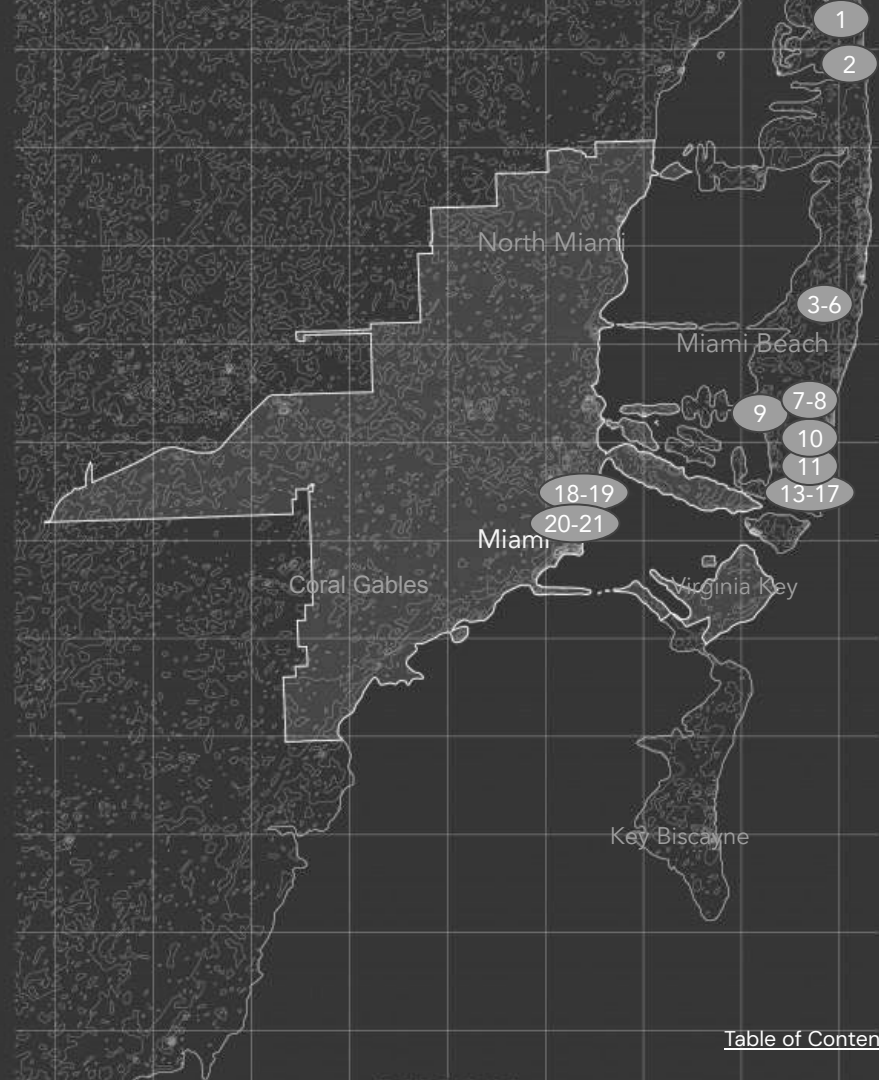 1
2
North Miami
3-6
Miami Beach
7-8
9
10
11
18-19
13-17
20-21
Miami
Coral Gables
Virginia Key
Key Biscayne
Table of Conten